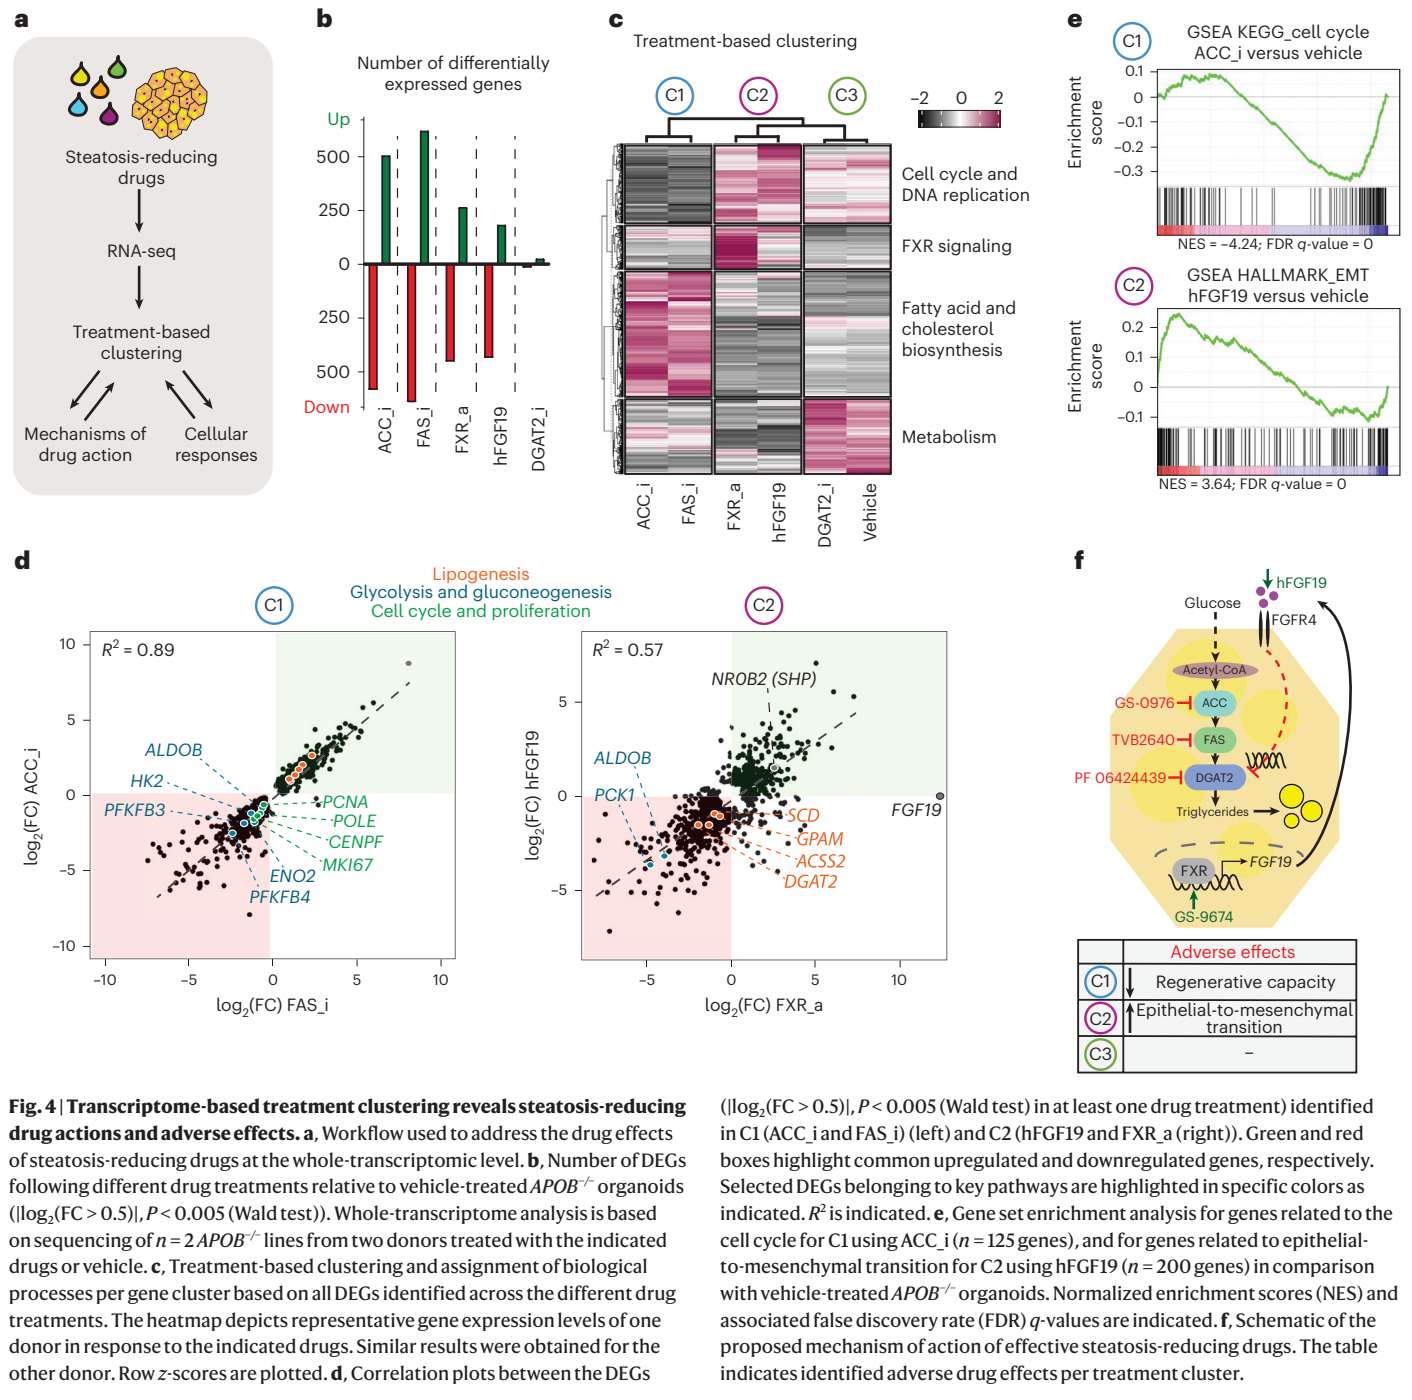 a
Steatosis-reducing
drugs
RNA-seq
Treatment-based
clustering
Mechanisms of
drug action
Cellular
responses
b
Number of differentially
expressed genes
Up
500
250
0
250
500
Down
ACC_i
FAS_i
FXR_a
hFGF19
DGAT2_i
c
Treatment-based clustering
C1
C2
C3
−2 0 2
Cell cycle and
DNA replication
FXR signaling
Fatty acid and
cholesterol
biosynthesis
Metabolism
ACC_i
FAS_i
FXR_a
hFGF19
DGAT2_i
Vehicle
e
C1
GSEA KEGG_cell cycle
ACC_i versus vehicle
Enrichment
score
0.1
0
−0.1
−0.2
−0.3
NES = −4.24; FDR q-value = 0
C2
GSEA HALLMARK_EMT
hFGF19 versus vehicle
Enrichment
score
0.2
0.1
0
−0.1
NES = 3.64; FDR q-value = 0
d
Lipogenesis
Glycolysis and gluconeogenesis
Cell cycle and proliferation
C1
R² = 0.89
log₂(FC) ACC_i
10
5
0
−5
−10
ALDOB
HK2
PFKFB3
PCNA
POLE
CENPF
MKI67
ENO2
PFKFB4
−10 −5 0 5 10
log₂(FC) FAS_i
C2
R² = 0.57
log₂(FC) hFGF19
5
0
−5
NR0B2 (SHP)
ALDOB
PCK1
FGF19
SCD
GPAM
ACSS2
DGAT2
−5 0 5 10
log₂(FC) FXR_a
f
hFGF19
Glucose
FGFR4
Acetyl-CoA
GS-0976
ACC
TVB2640
FAS
PF 06424439
DGAT2
Triglycerides
FXR
FGF19
GS-9674
Adverse effects
C1 Regenerative capacity
C2 Epithelial-to-mesenchymal
transition
C3 –
Fig. 4 | Transcriptome-based treatment clustering reveals steatosis-reducing
drug actions and adverse effects. a, Workflow used to address the drug effects
of steatosis-reducing drugs at the whole-transcriptomic level. b, Number of DEGs
following different drug treatments relative to vehicle-treated APOB⁻/⁻ organoids
(|log₂(FC > 0.5)|, P < 0.005 (Wald test)). Whole-transcriptome analysis is based
on sequencing of n = 2 APOB⁻/⁻ lines from two donors treated with the indicated
drugs or vehicle. c, Treatment-based clustering and assignment of biological
processes per gene cluster based on all DEGs identified across the different drug
treatments. The heatmap depicts representative gene expression levels of one
donor in response to the indicated drugs. Similar results were obtained for the
other donor. Row z-scores are plotted. d, Correlation plots between the DEGs
(|log₂(FC > 0.5)|, P < 0.005 (Wald test) in at least one drug treatment) identified
in C1 (ACC_i and FAS_i) (left) and C2 (hFGF19 and FXR_a (right)). Green and red
boxes highlight common upregulated and downregulated genes, respectively.
Selected DEGs belonging to key pathways are highlighted in specific colors as
indicated. R² is indicated. e, Gene set enrichment analysis for genes related to the
cell cycle for C1 using ACC_i (n = 125 genes), and for genes related to epithelial-
to-mesenchymal transition for C2 using hFGF19 (n = 200 genes) in comparison
with vehicle-treated APOB⁻/⁻ organoids. Normalized enrichment scores (NES) and
associated false discovery rate (FDR) q-values are indicated. f, Schematic of the
proposed mechanism of action of effective steatosis-reducing drugs. The table
indicates identified adverse drug effects per treatment cluster.